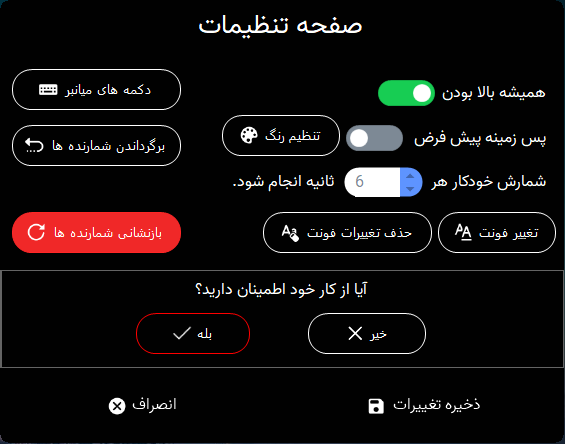 صفحه تنظیمات
همیشه بالا بودن
دکمه های میانبر
پس زمینه پیش فرض
تنظیم رنگ
برگرداندن شمارنده ها
شمارش خودکار هر 6 ثانیه انجام شود.
تغییر فونت
حذف تغییرات فونت
بازنشانی شمارنده ها
آیا از کار خود اطمینان دارید؟
خیر
بله
ذخیره تغییرات
انصراف